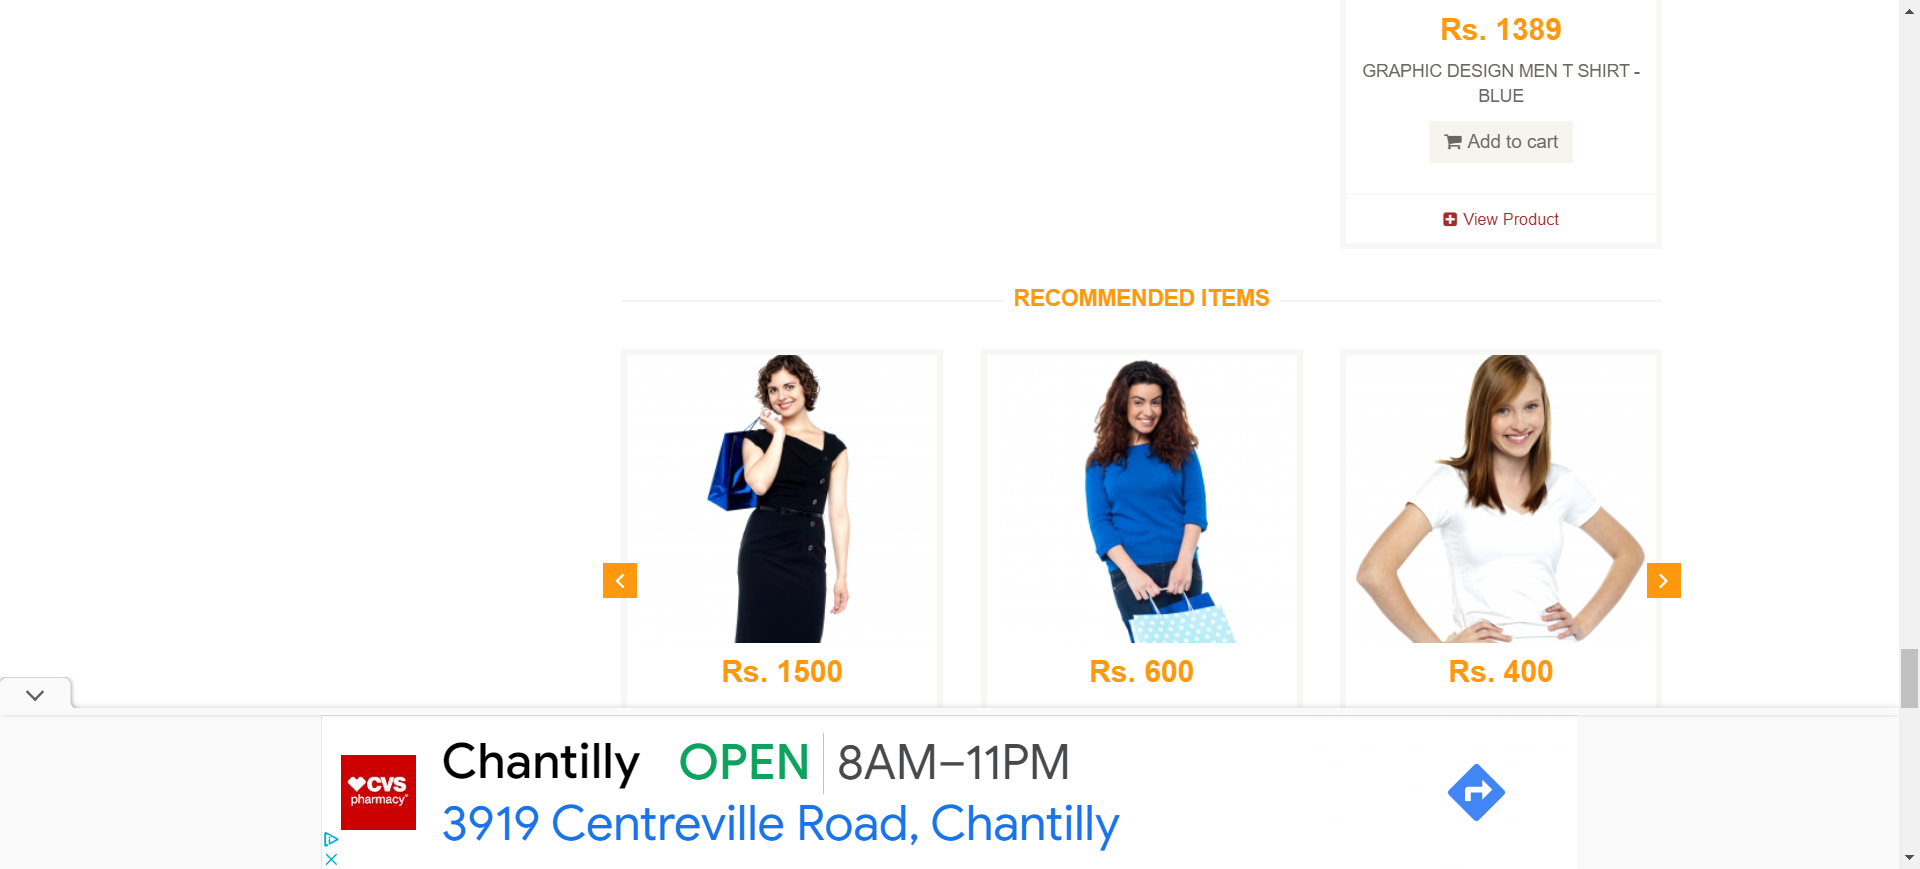 Rs. 1389
GRAPHIC DESIGN MEN T SHIRT -
BLUE
Add to cart
View Product
RECOMMENDED ITEMS
Rs. 1500
Rs. 600
Rs. 400
CVS
pharmacy
Chantilly OPEN 8AM–11PM
3919 Centreville Road, Chantilly